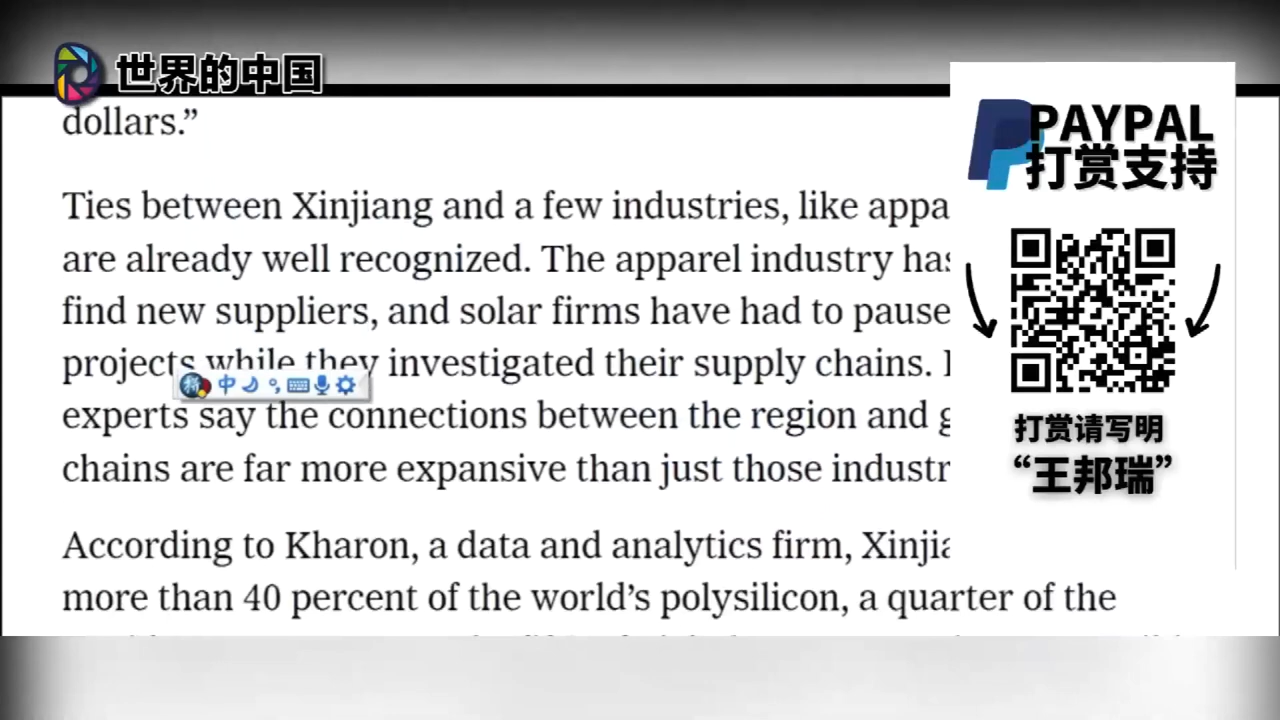 世界的中国
dollars.”
Ties between Xinjiang and a few industries, like
are already well recognized. The apparel industry has
find new suppliers, and solar firms have had to pause
projects while they investigated their supply chains.
experts say the connections between the region and
chains are far more expansive than just those
According to Kharon, a data and analytics firm,
more than 40 percent of the world’s polysilicon, a quarter of the
中
PAYPAL
打赏支持
打赏请写明
“王邦瑞”